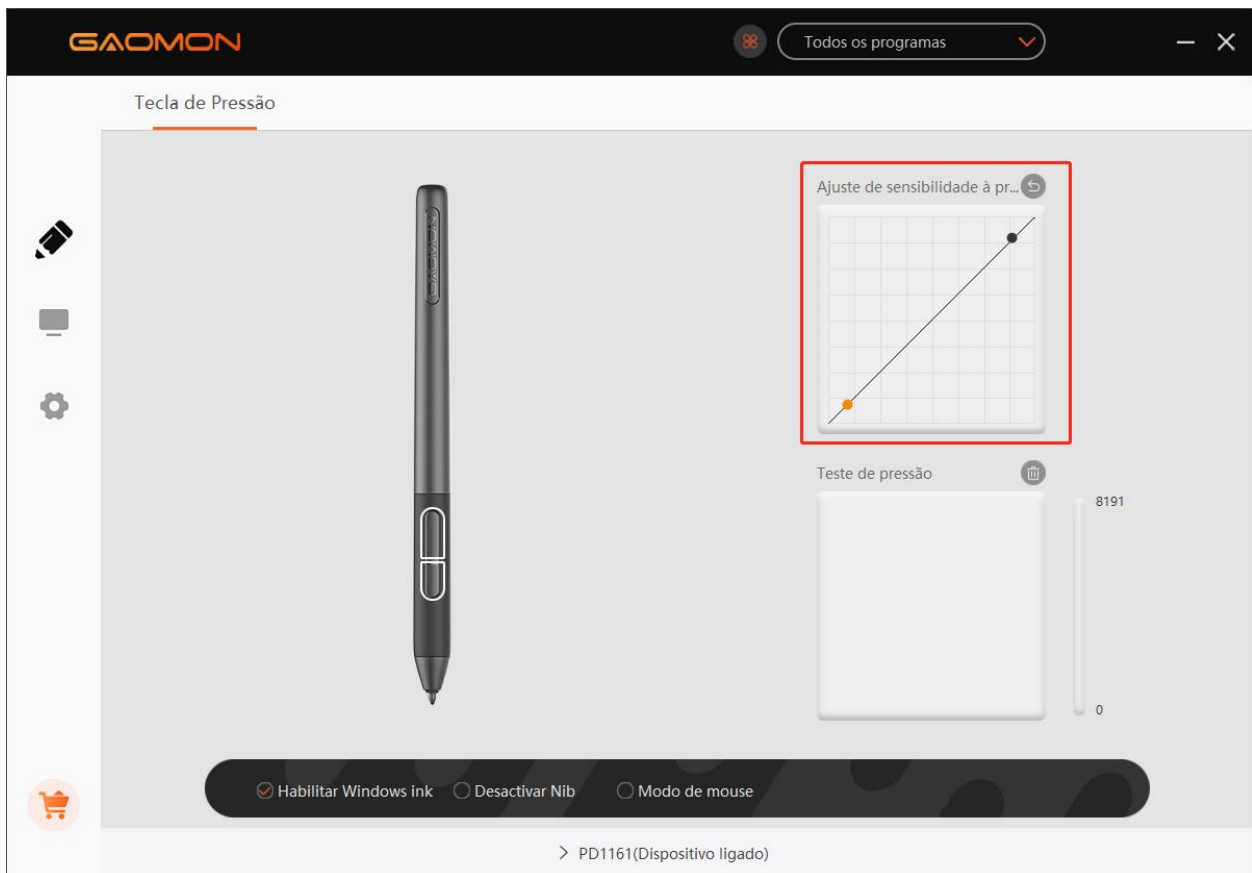 GAOMON
Todos os programas
Tecla de Pressão
Ajuste de sensibilidade à pr...
GAOMON
Teste de pressão
8191
0
Habilitar Windows ink
Desactivar Nib
Modo de mouse
PD1161(Dispositivo ligado)